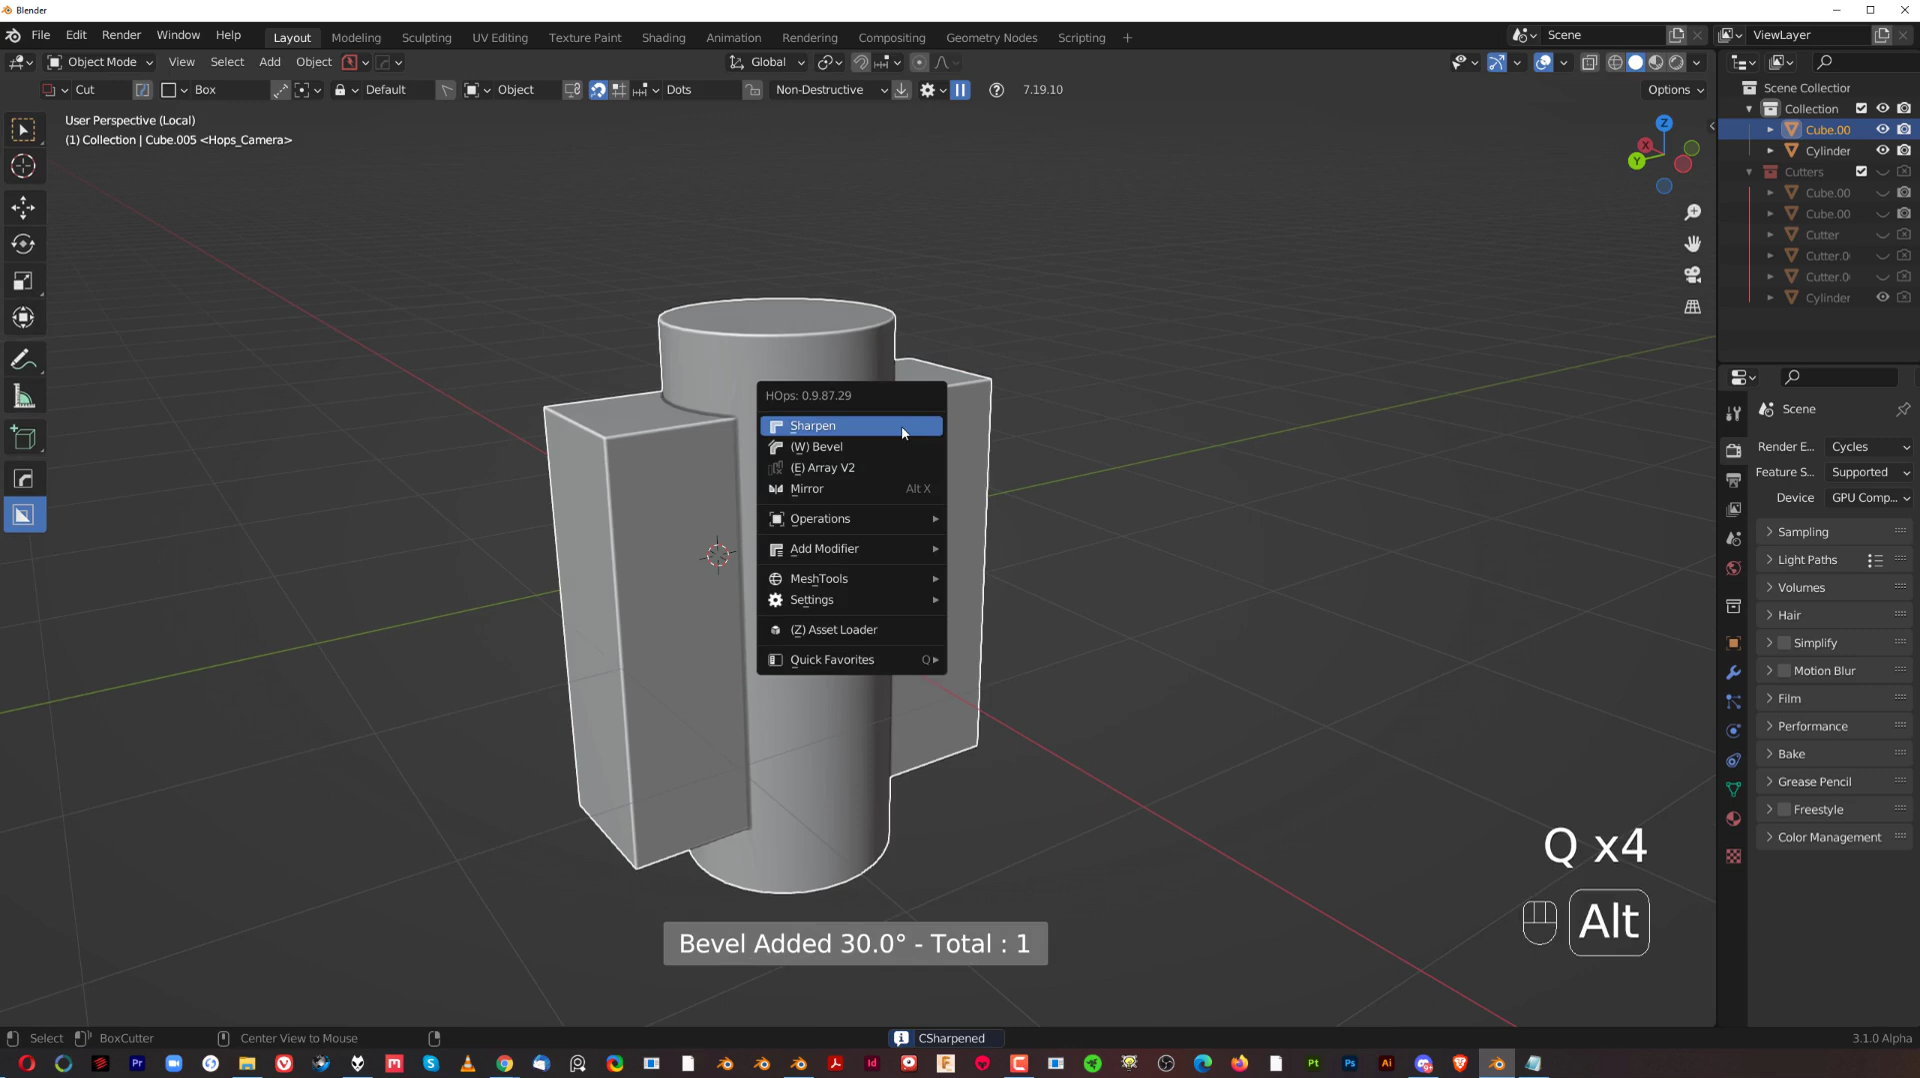 Blender
File Edit Render Window Help Layout Modeling Sculpting UV Editing Texture Paint Shading Animation Rendering Compositing Geometry Nodes Scripting + Scene ViewLayer
Object Mode View Select Add Object Global
Cut Box Default Object Dots Non-Destructive 7.19.10 Options
User Perspective (Local)
(1) Collection | Cube.005 <Hops_Camera>
Z
X
Y
Scene Collection
Collection
Cube.00
Cylinder
Cutters
Cube.00
Cube.00
Cutter
Cutter.0
Cutter.0
Cylinder
HOps: 0.9.87.29
Sharpen
(W) Bevel
(E) Array V2
Mirror Alt X
Operations
Add Modifier
MeshTools
Settings
(Z) Asset Loader
Quick Favorites Q
Scene
Render E... Cycles
Feature S... Supported
Device GPU Comp...
Sampling
Light Paths
Volumes
Hair
Simplify
Motion Blur
Film
Performance
Bake
Grease Pencil
Freestyle
Color Management
Q x4
Alt
Bevel Added 30.0° - Total : 1
Select BoxCutter Center View to Mouse CSharpened 3.1.0 Alpha
Pr Id F Pt Ps Ai